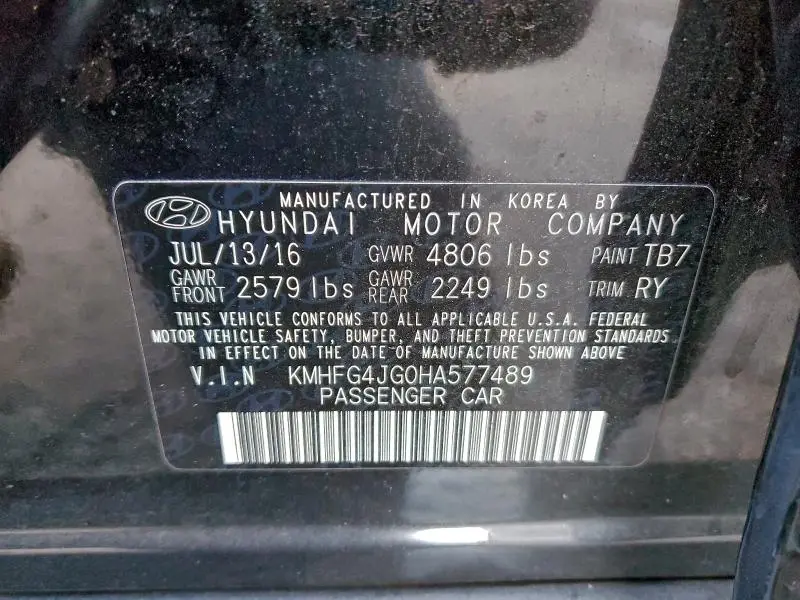 MANUFACTURED IN KOREA BY
HYUNDAI MOTOR COMPANY
JUL/13/16 GVWR 4806 lbs PAINT TB7
GAWR FRONT 2579 lbs GAWR REAR 2249 lbs TRIM RY
THIS VEHICLE CONFORMS TO ALL APPLICABLE U.S.A. FEDERAL
MOTOR VEHICLE SAFETY, BUMPER, AND THEFT PREVENTION STANDARDS
IN EFFECT ON THE DATE OF MANUFACTURE SHOWN ABOVE
V.I.N KMHFG4JG0HA577489
PASSENGER CAR